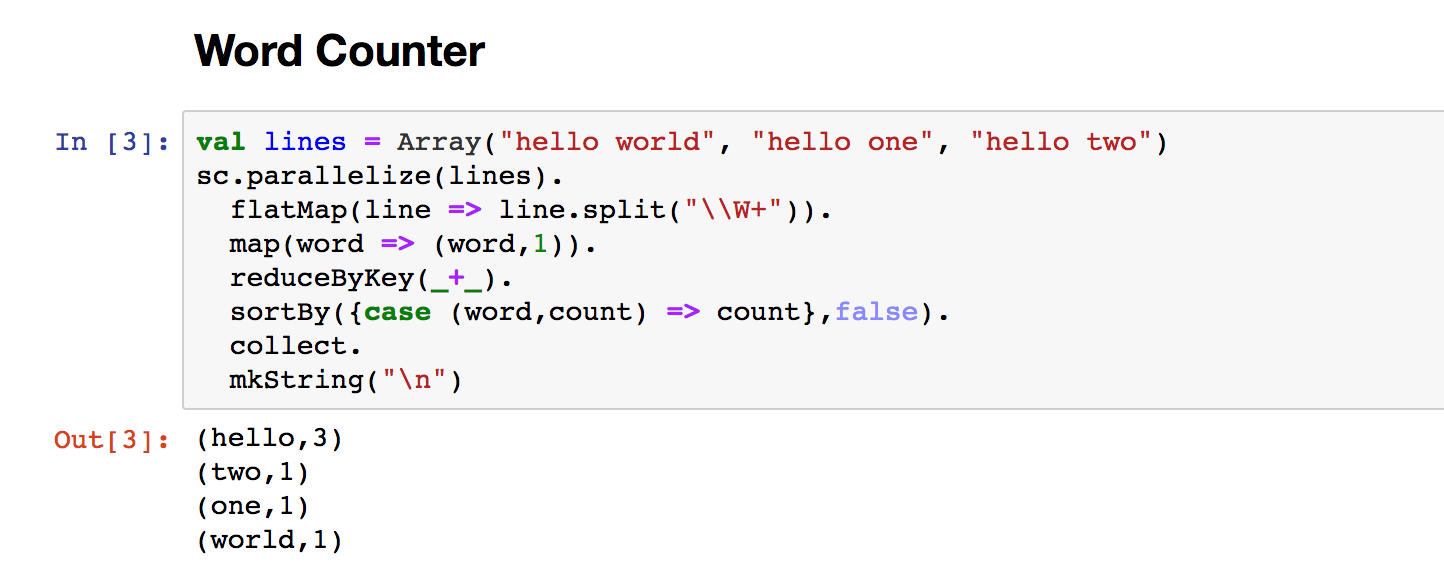 Word Counter
In [3]: val lines = Array("hello world", "hello one", "hello two")
sc.parallelize(lines).
  flatMap(line => line.split("\\W+")).
  map(word => (word,1)).
  reduceByKey(_+_).
  sortBy({case (word,count) => count},false).
  collect.
  mkString("\n")
Out[3]: (hello,3)
(two,1)
(one,1)
(world,1)